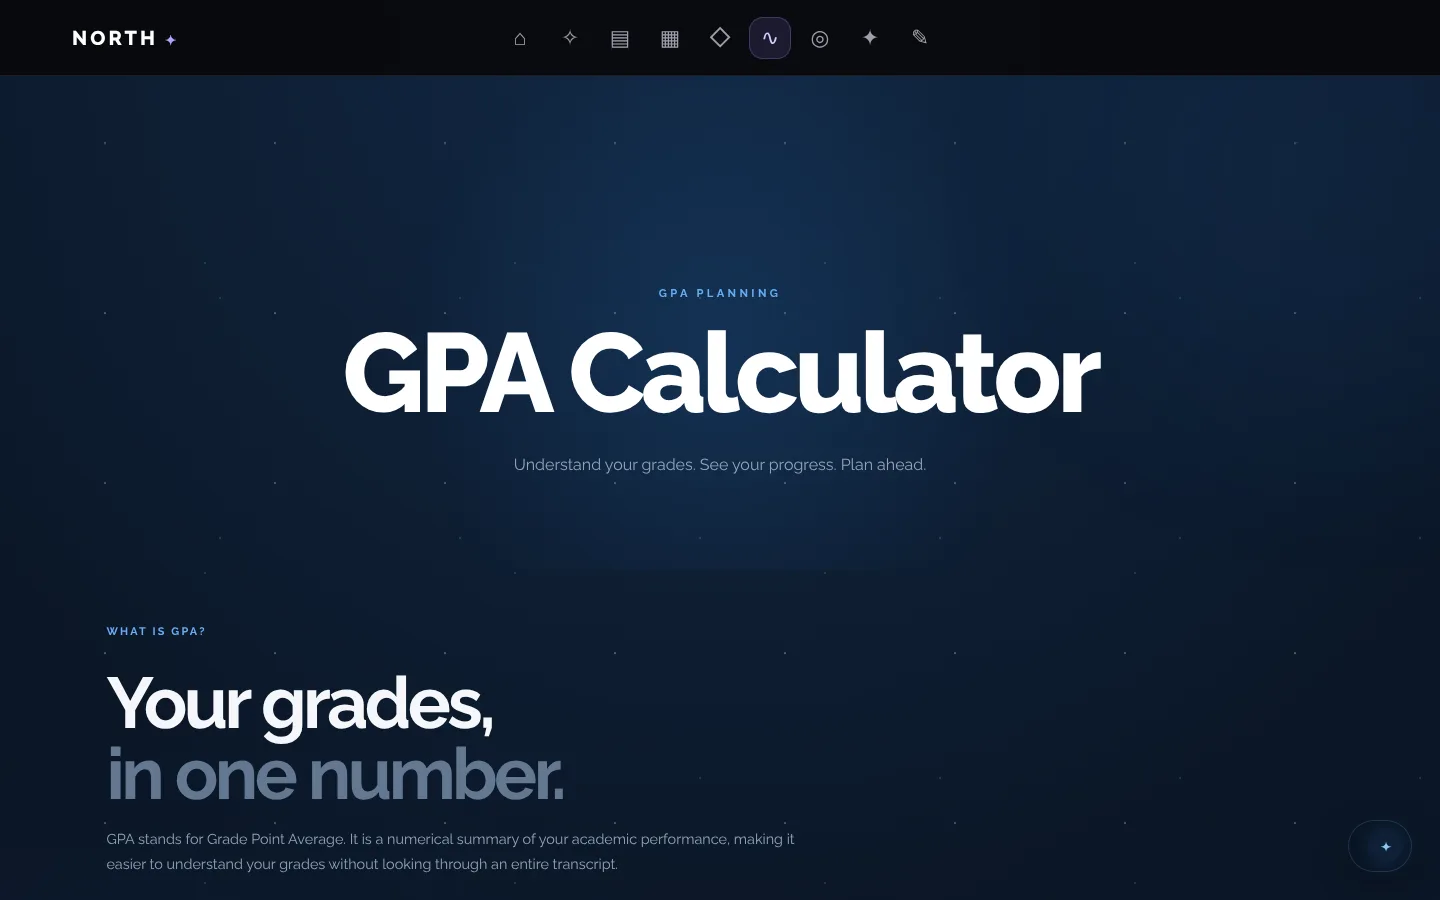 NORTH
GPA PLANNING
GPA Calculator
Understand your grades. See your progress. Plan ahead.
WHAT IS GPA?
Your grades,
in one number.
GPA stands for Grade Point Average. It is a numerical summary of your academic performance, making it
easier to understand your grades without looking through an entire transcript.